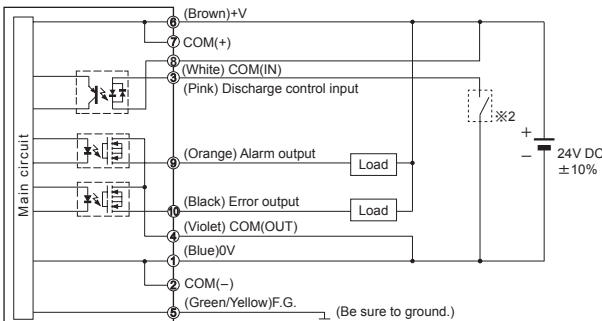 Main circuit
⑥ (Brown)+V
⑦ COM(+)
⑧
③ (White) COM(IN)
(Pink) Discharge control input
※2
+
−
24V DC
±10%
⑨ (Orange) Alarm output
Load
⑩ (Black) Error output
Load
④ (Violet) COM(OUT)
① (Blue)0V
② COM(−)
⑤ (Green/Yellow)F.G.
(Be sure to ground.)